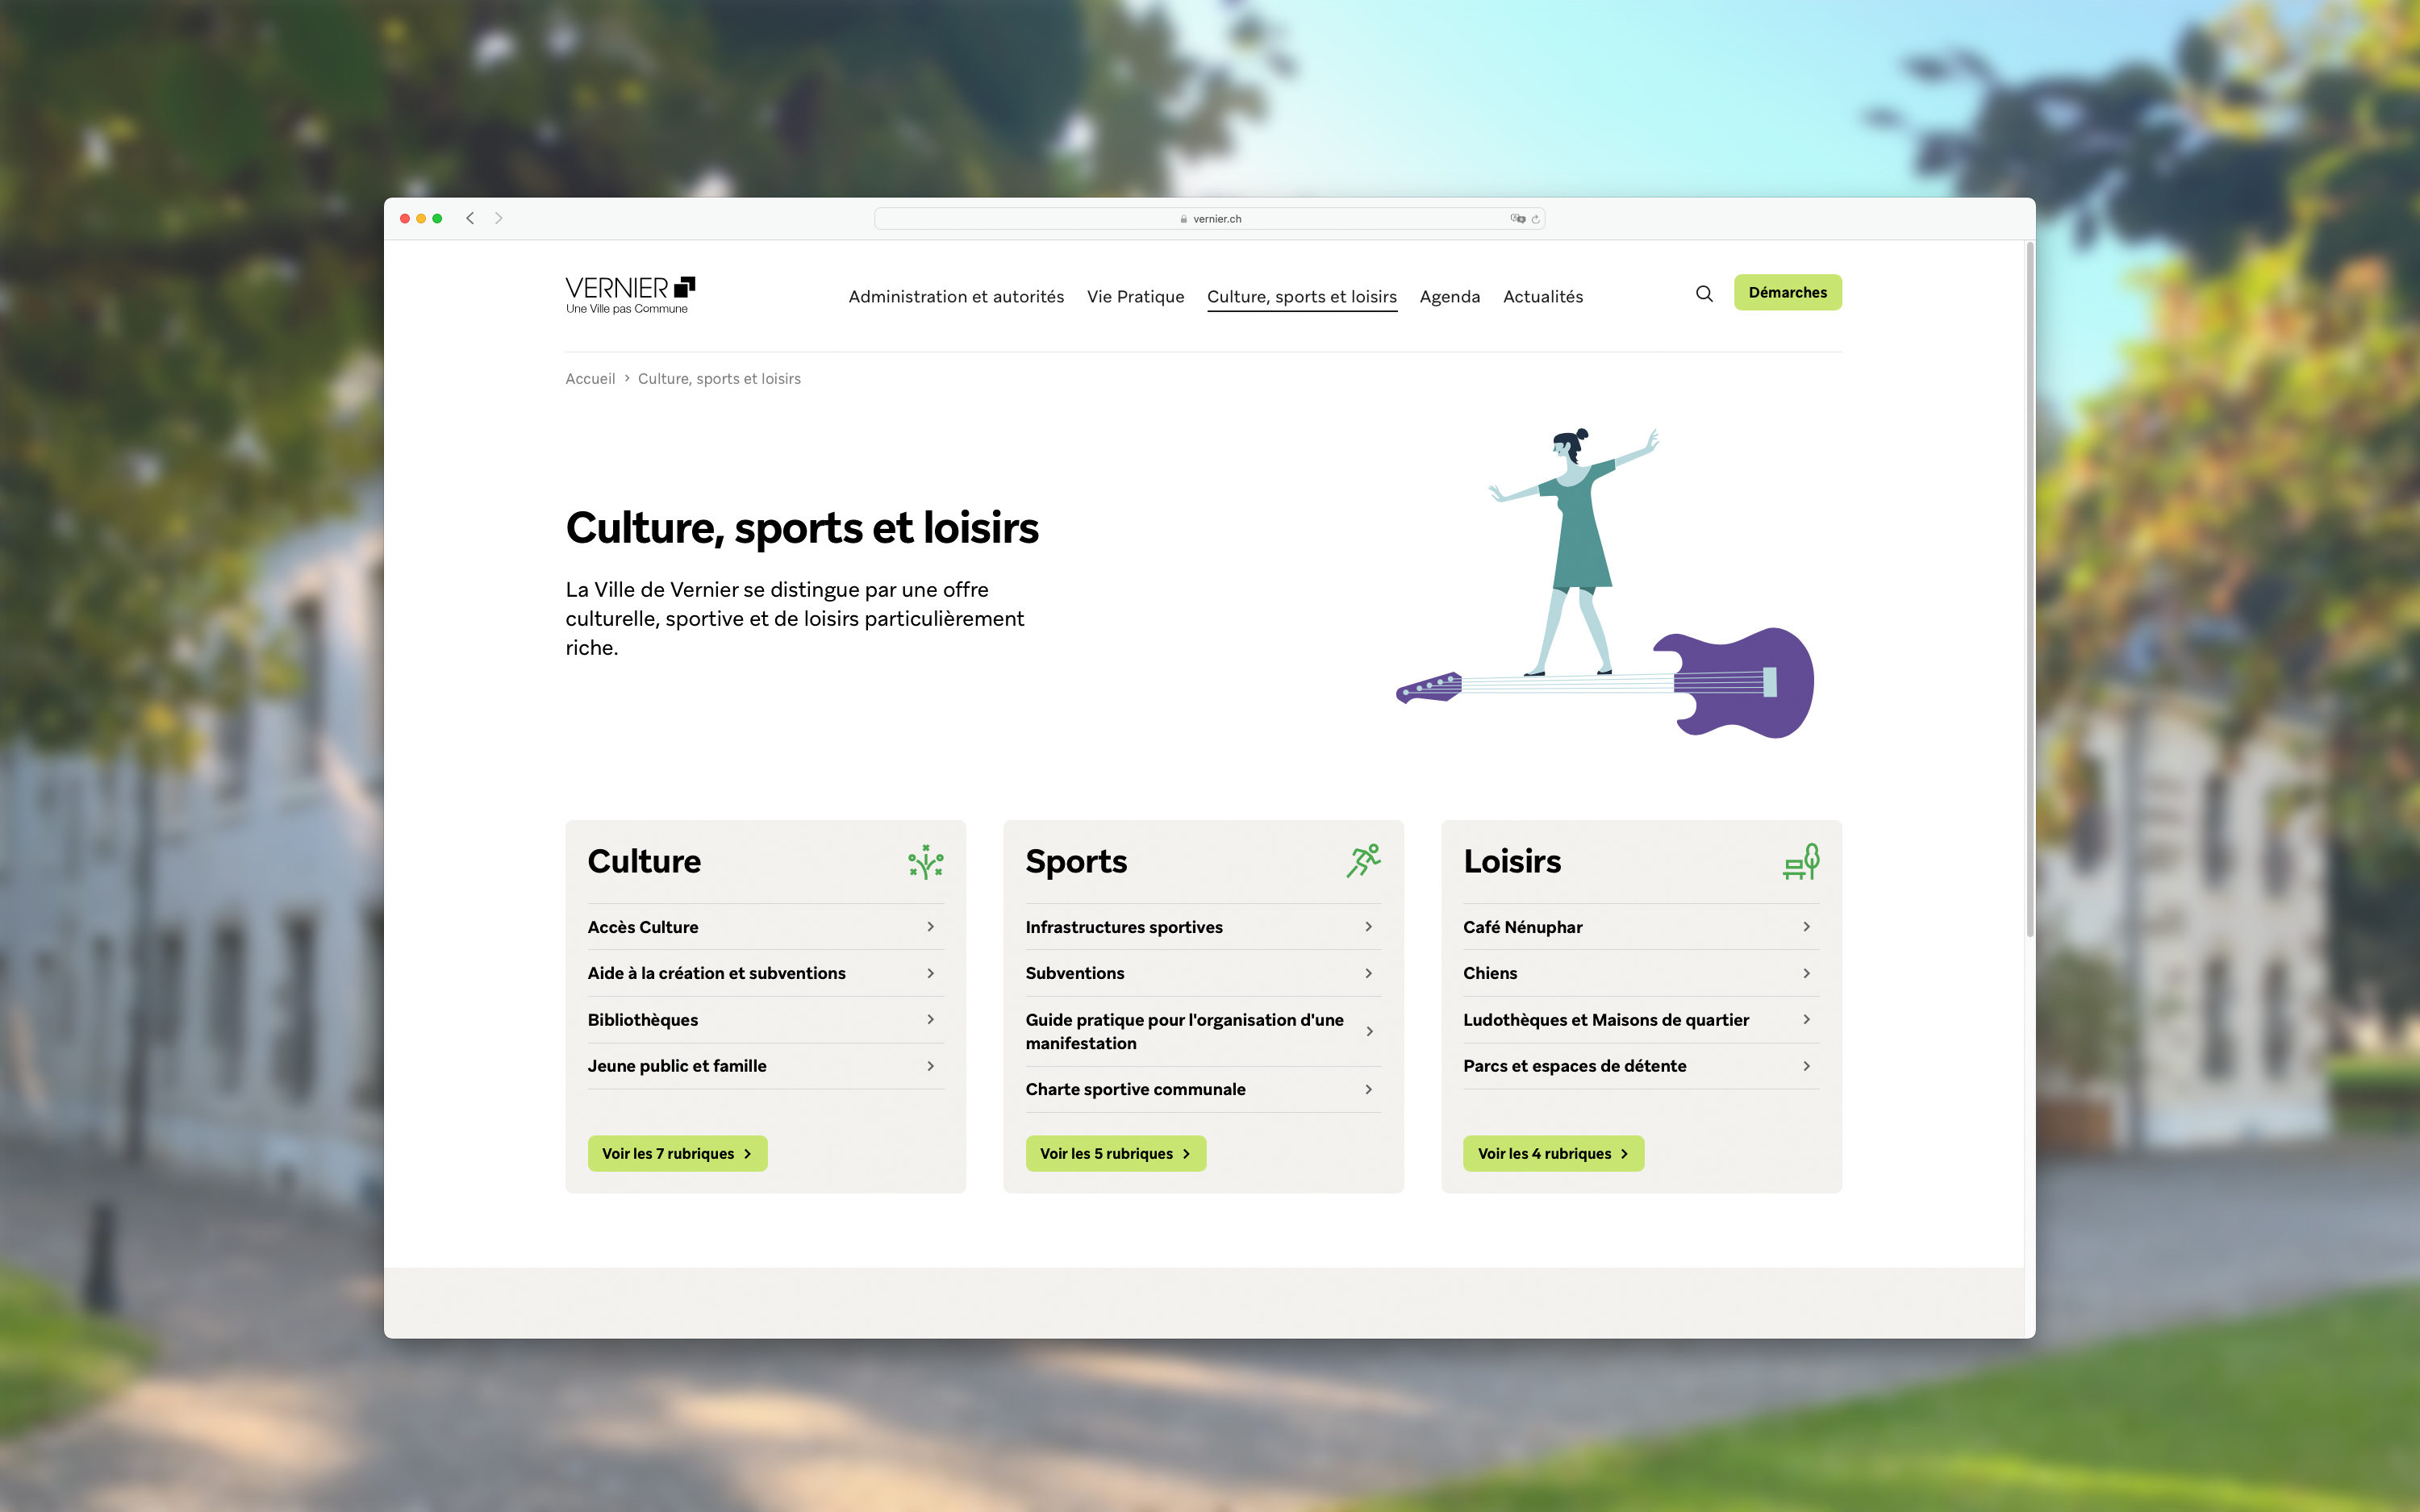 vernier.ch
VERNIER
Une Ville pas Commune
Administration et autorités Vie Pratique Culture, sports et loisirs Agenda Actualités
Démarches
Accueil > Culture, sports et loisirs
Culture, sports et loisirs
La Ville de Vernier se distingue par une offre
culturelle, sportive et de loisirs particulièrement
riche.
Culture
Accès Culture
Aide à la création et subventions
Bibliothèques
Jeune public et famille
Voir les 7 rubriques
Sports
Infrastructures sportives
Subventions
Guide pratique pour l'organisation d'une
manifestation
Charte sportive communale
Voir les 5 rubriques
Loisirs
Café Nénuphar
Chiens
Ludothèques et Maisons de quartier
Parcs et espaces de détente
Voir les 4 rubriques